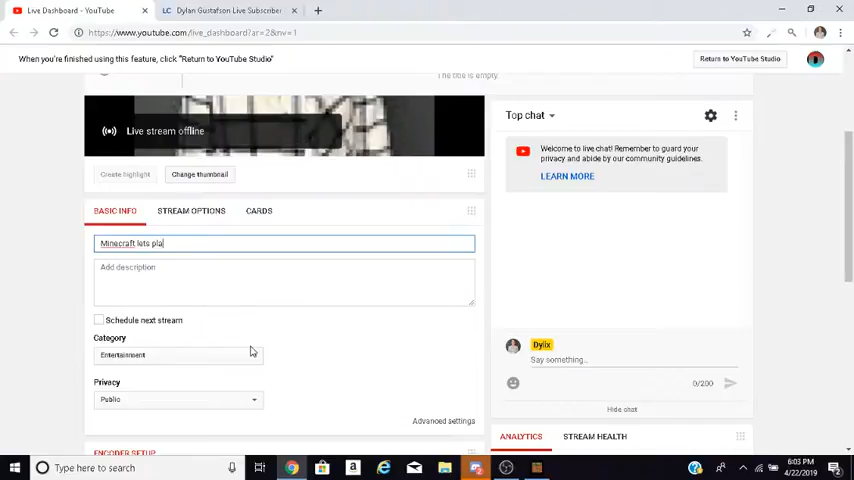 Live Dashboard - YouTube
Dylan Gustafson Live Subscriber
https://www.youtube.com/live_dashboard?ar=2&nv=1
When you're finished using this feature, click "Return to YouTube Studio"
Return to YouTube Studio
The title is empty.
Live stream offline
Create highlight
Change thumbnail
BASIC INFO
STREAM OPTIONS
CARDS
Minecraft lets pla
Add description
Schedule next stream
Category
Entertainment
Privacy
Public
Advanced settings
ENCODER SETUP
Top chat
Welcome to live chat! Remember to guard your
privacy and abide by our community guidelines.
LEARN MORE
Dylix
Say something...
0/200
Hide chat
ANALYTICS
STREAM HEALTH
Type here to search
6:03 PM
4/22/2019